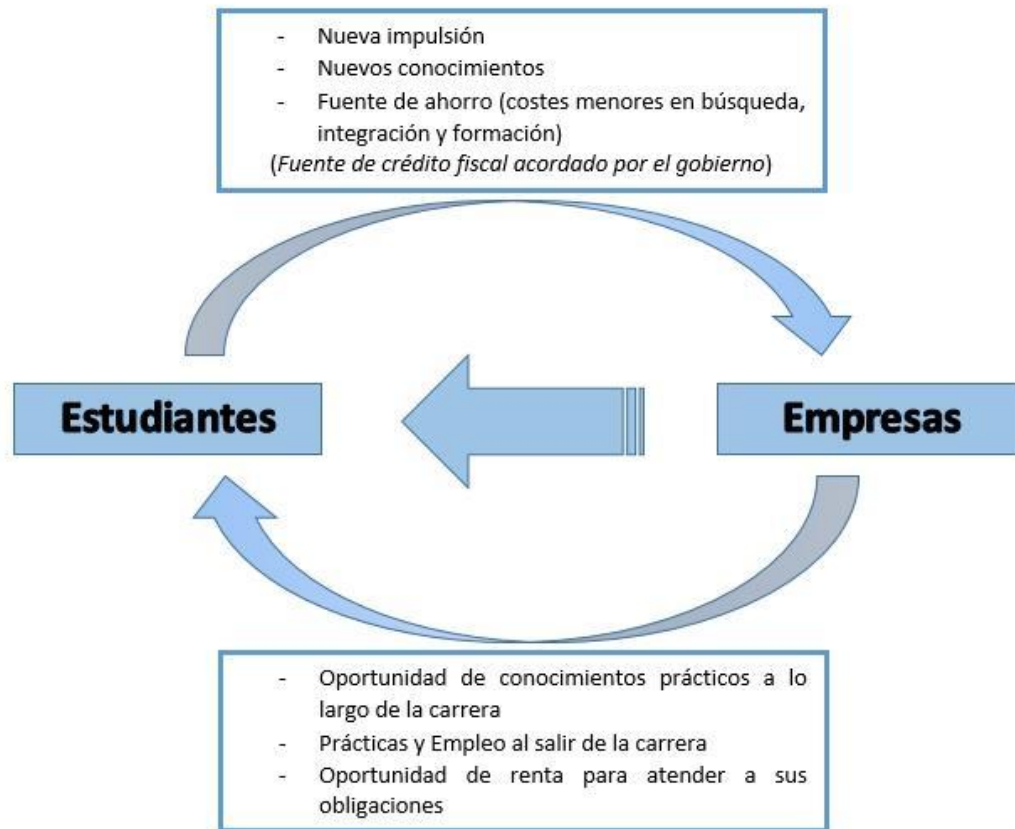 - Nueva impulsión
- Nuevos conocimientos
- Fuente de ahorro (costes menores en búsqueda,
integración y formación)
(Fuente de crédito fiscal acordado por el gobierno)
Estudiantes
Empresas
- Oportunidad de conocimientos prácticos a lo
largo de la carrera
- Prácticas y Empleo al salir de la carrera
- Oportunidad de renta para atender a sus
obligaciones